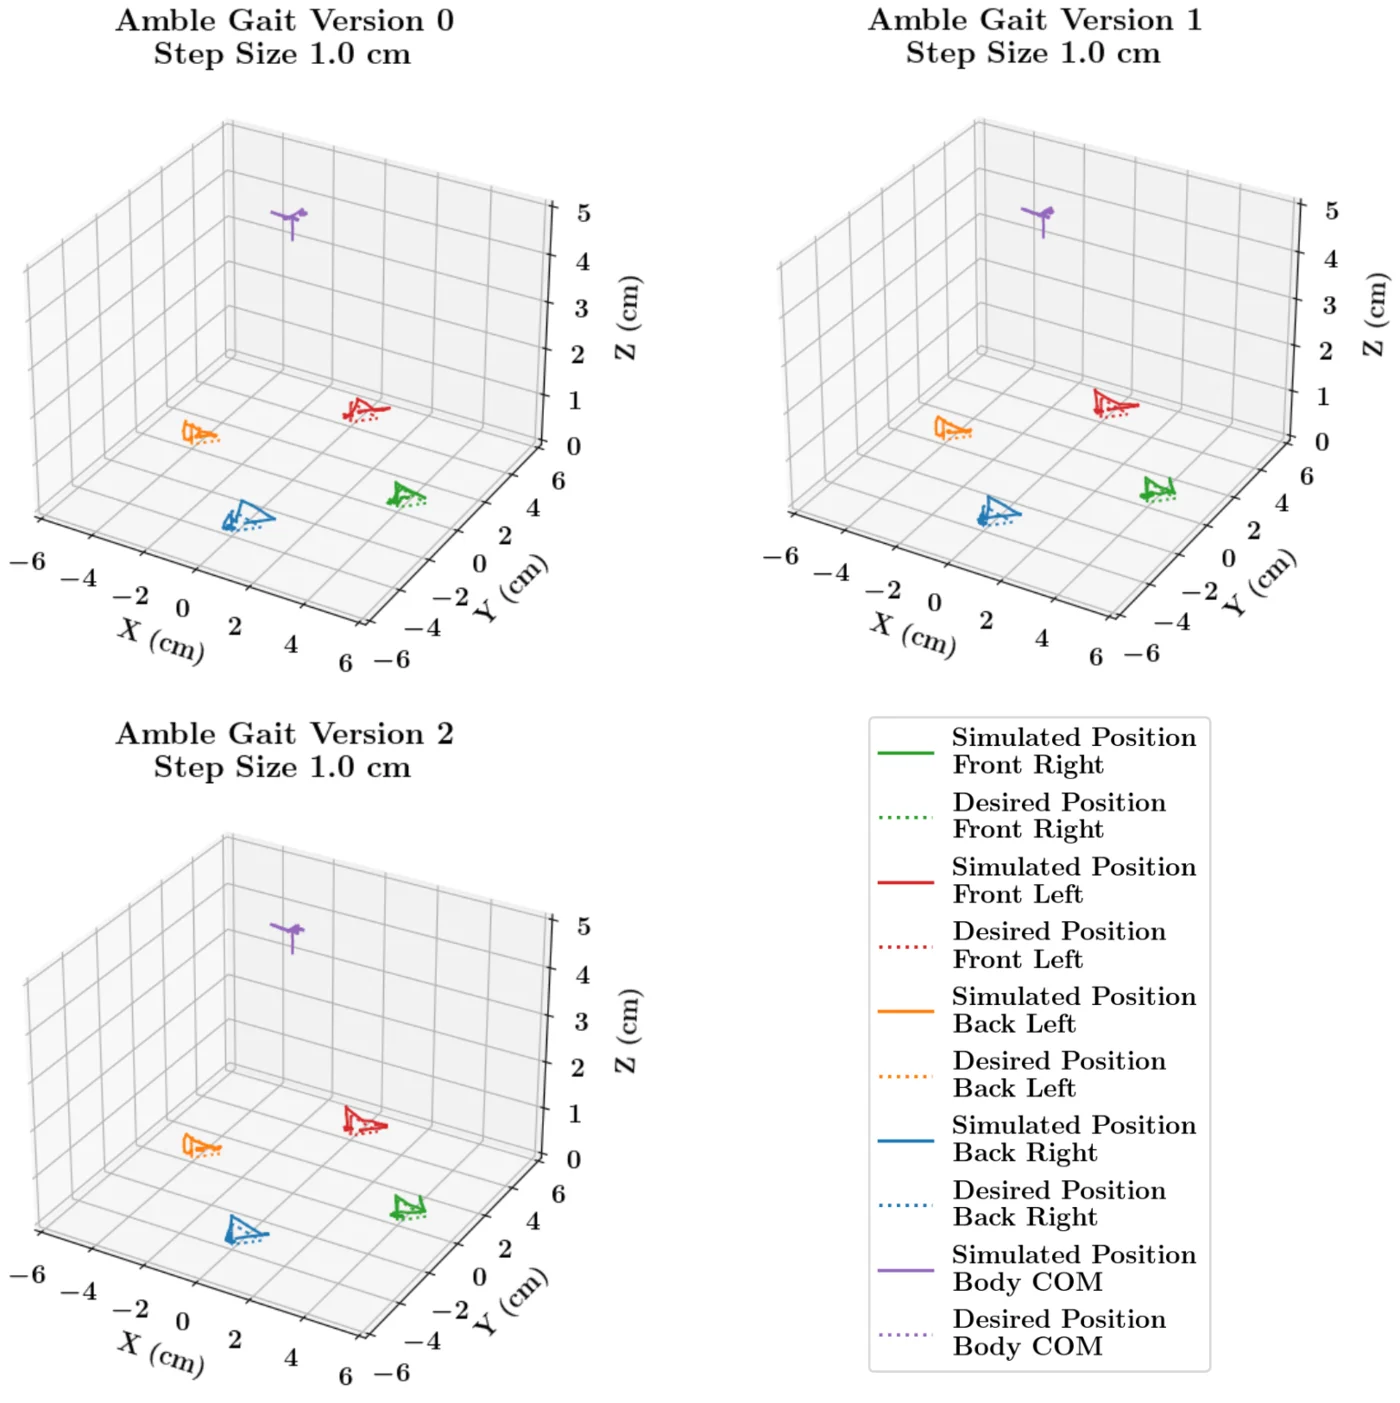 Amble Gait Version 0
Step Size 1.0 cm
5
4
3
2
1
0
Z (cm)
6
4
2
0
−2
−4
−6
Y (cm)
−6
−4
−2
0
2
4
6
X (cm)
Amble Gait Version 1
Step Size 1.0 cm
5
4
3
2
1
0
Z (cm)
6
4
2
0
−2
−4
−6
Y (cm)
−6
−4
−2
0
2
4
6
X (cm)
Amble Gait Version 2
Step Size 1.0 cm
5
4
3
2
1
0
Z (cm)
6
4
2
0
−2
−4
−6
Y (cm)
−6
−4
−2
0
2
4
6
X (cm)
Simulated Position
Front Right
Desired Position
Front Right
Simulated Position
Front Left
Desired Position
Front Left
Simulated Position
Back Left
Desired Position
Back Left
Simulated Position
Back Right
Desired Position
Back Right
Simulated Position
Body COM
Desired Position
Body COM